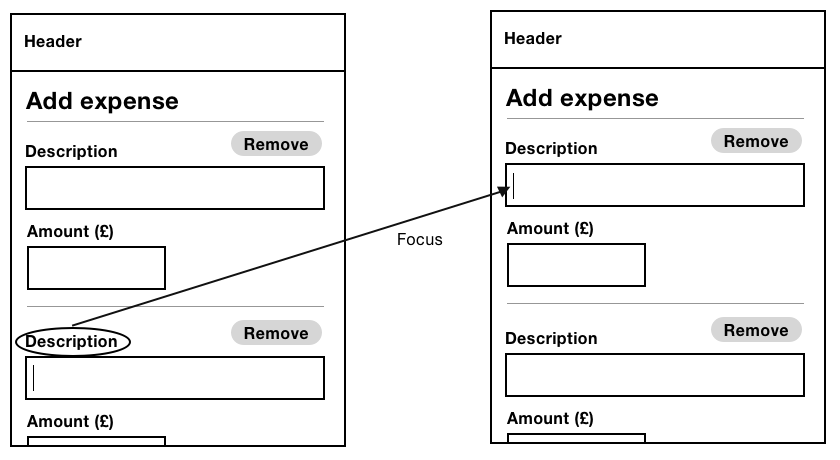 Header
Add expense
Description
Remove
Amount (£)
Description
Remove
Amount (£)
Focus
Header
Add expense
Description
Remove
Amount (£)
Description
Remove
Amount (£)